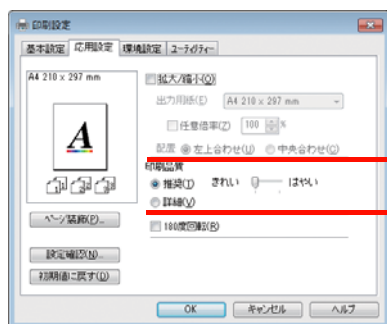 印刷設定
基本設定 応用設定 環境設定 ユーティリティー
A4 210 x 297 mm
A
1 2 3
ページ装飾(P)...
設定確認(N)...
初期値に戻す(D)
拡大/縮小(O)
出力用紙(E) A4 210 x 297 mm
任意倍率(Z) 100 %
配置 左上合わせ(U) 中央合わせ(C)
印刷品質
推奨(T) きれい はやい
詳細(V)
180度回転(R)
OK キャンセル ヘルプ